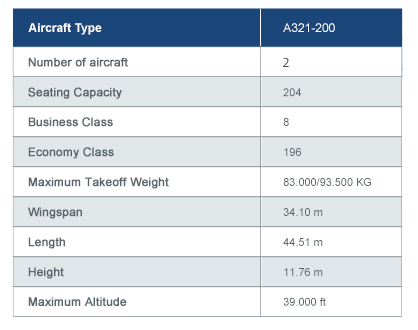 Aircraft Type A321-200
Number of aircraft 2
Seating Capacity 204
Business Class 8
Economy Class 196
Maximum Takeoff Weight 83.000/93.500 KG
Wingspan 34.10 m
Length 44.51 m
Height 11.76 m
Maximum Altitude 39.000 ft